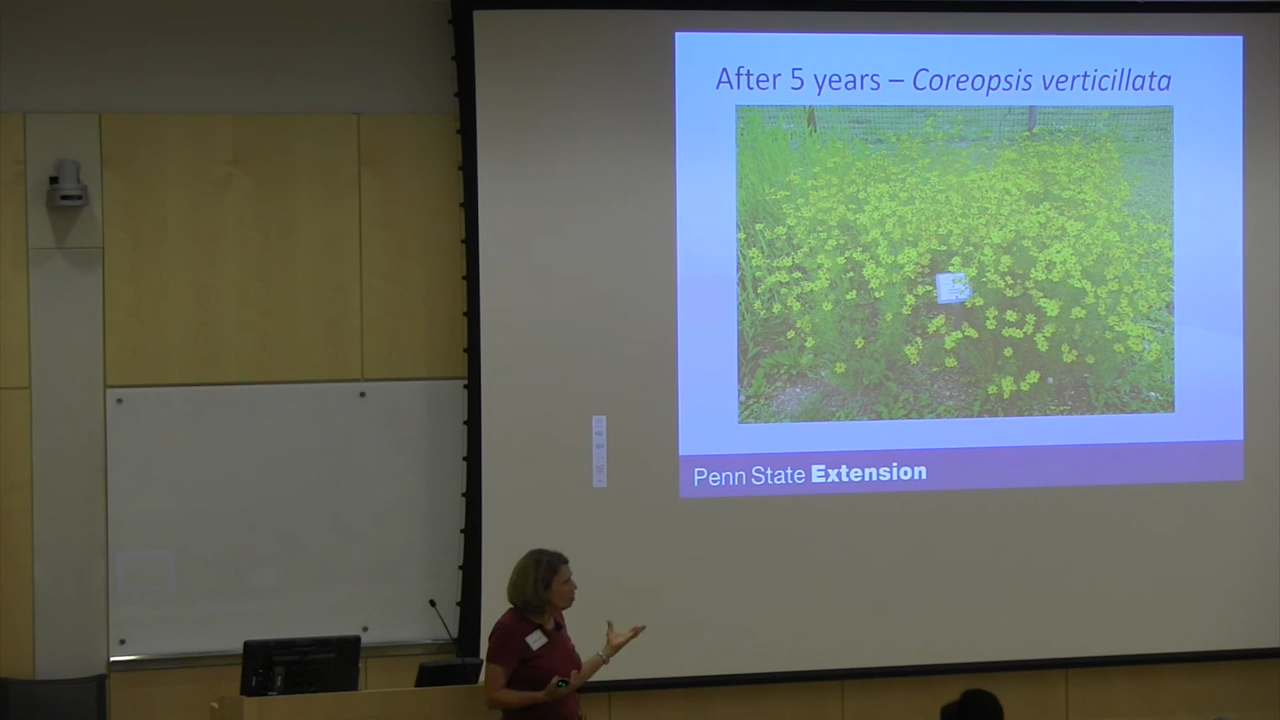 After 5 years – Coreopsis verticillata
Penn State Extension